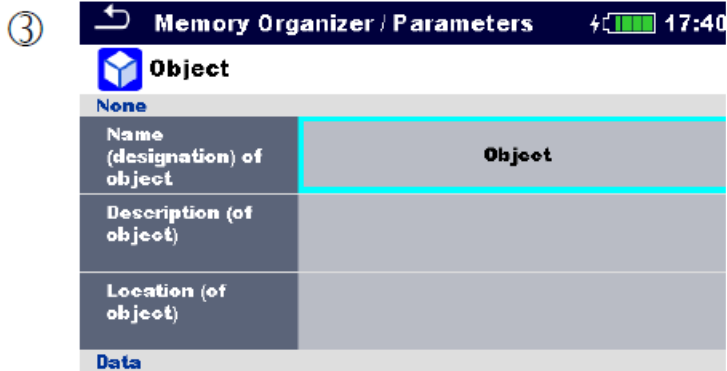 ③
Memory Organizer / Parameters 17:40
Object
None
Name
(designation) of
object
Object
Description (of
object)
Location (of
object)
Data